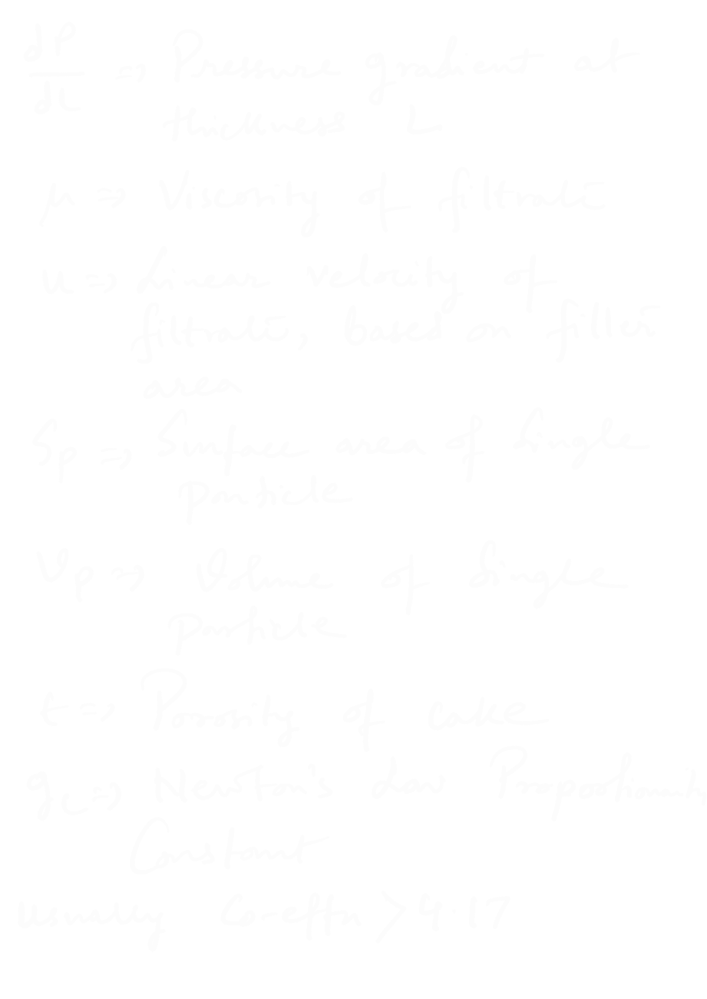 dP/dL => Pressure gradient at
thickness L
μ => Viscosity of filtrate
u => Linear velocity of
filtrate, based on filter
area
Sp => Surface area of Single
particle
Vp => Volume of Single
particle
ε => Porosity of cake
gc => Newton's Law Proportionality
Constant
usually Co-effn > 4.17